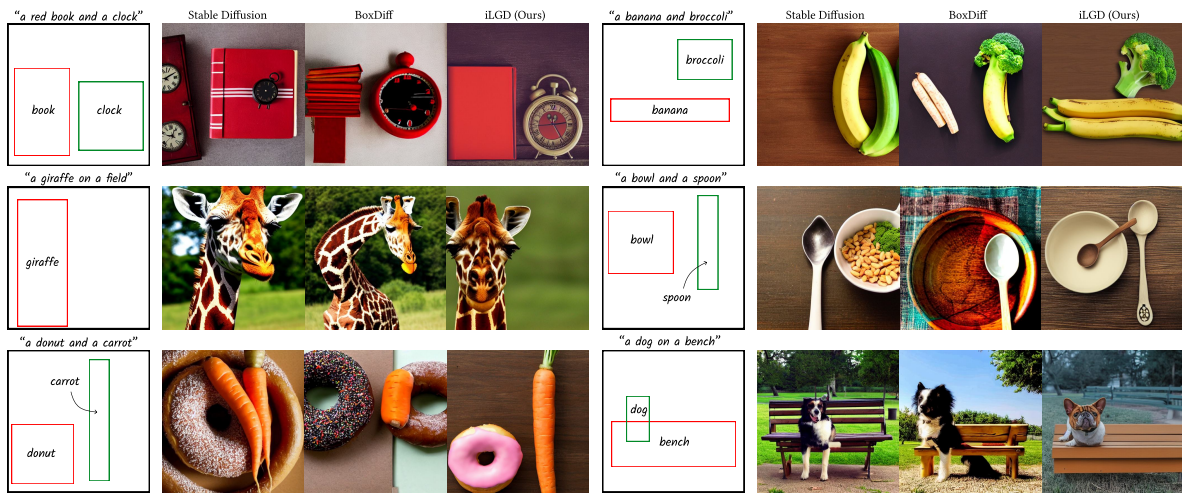 "a red book and a clock"
Stable Diffusion
BoxDiff
iLGD (Ours)
book
clock
"a banana and broccoli"
Stable Diffusion
BoxDiff
iLGD (Ours)
broccoli
banana
"a giraffe on a field"
giraffe
"a bowl and a spoon"
bowl
spoon
"a donut and a carrot"
carrot
donut
"a dog on a bench"
dog
bench